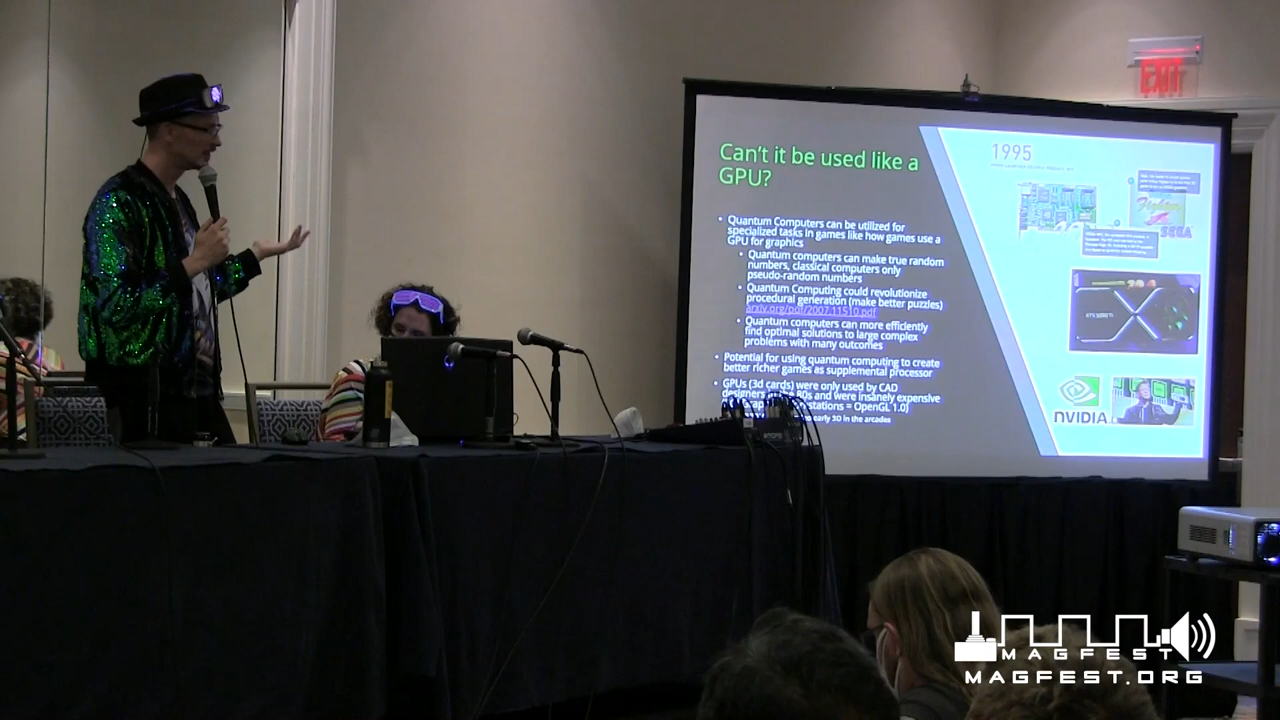 EXIT
Can't it be used like a
GPU?
• Quantum Computers can be utilized for
specialized tasks in games like how games use a
GPU for graphics
• Quantum computers can make true random
numbers, classical computers only
pseudo-random numbers
• Quantum Computing could revolutionize
procedural generation (make better puzzles)
arxiv.org/pdf/2007.11510.pdf
• Quantum computers can more efficiently
find optimal solutions to large complex
problems with many outcomes
• Potential for using quantum computing to create
better richer games as supplemental processor
• GPUs (3d cards) were only used by CAD
designers 80s and were insanely expensive
stations = OpenGL 1.0)
early 3D in the arcades
1995
SEGA
NVIDIA
MAGFEST
MAGFEST.ORG